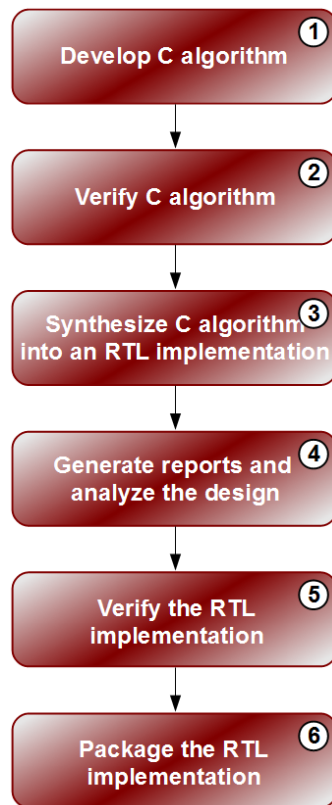 1
Develop C algorithm
2
Verify C algorithm
3
Synthesize C algorithm
into an RTL implementation
4
Generate reports and
analyze the design
5
Verify the RTL
implementation
6
Package the RTL
implementation